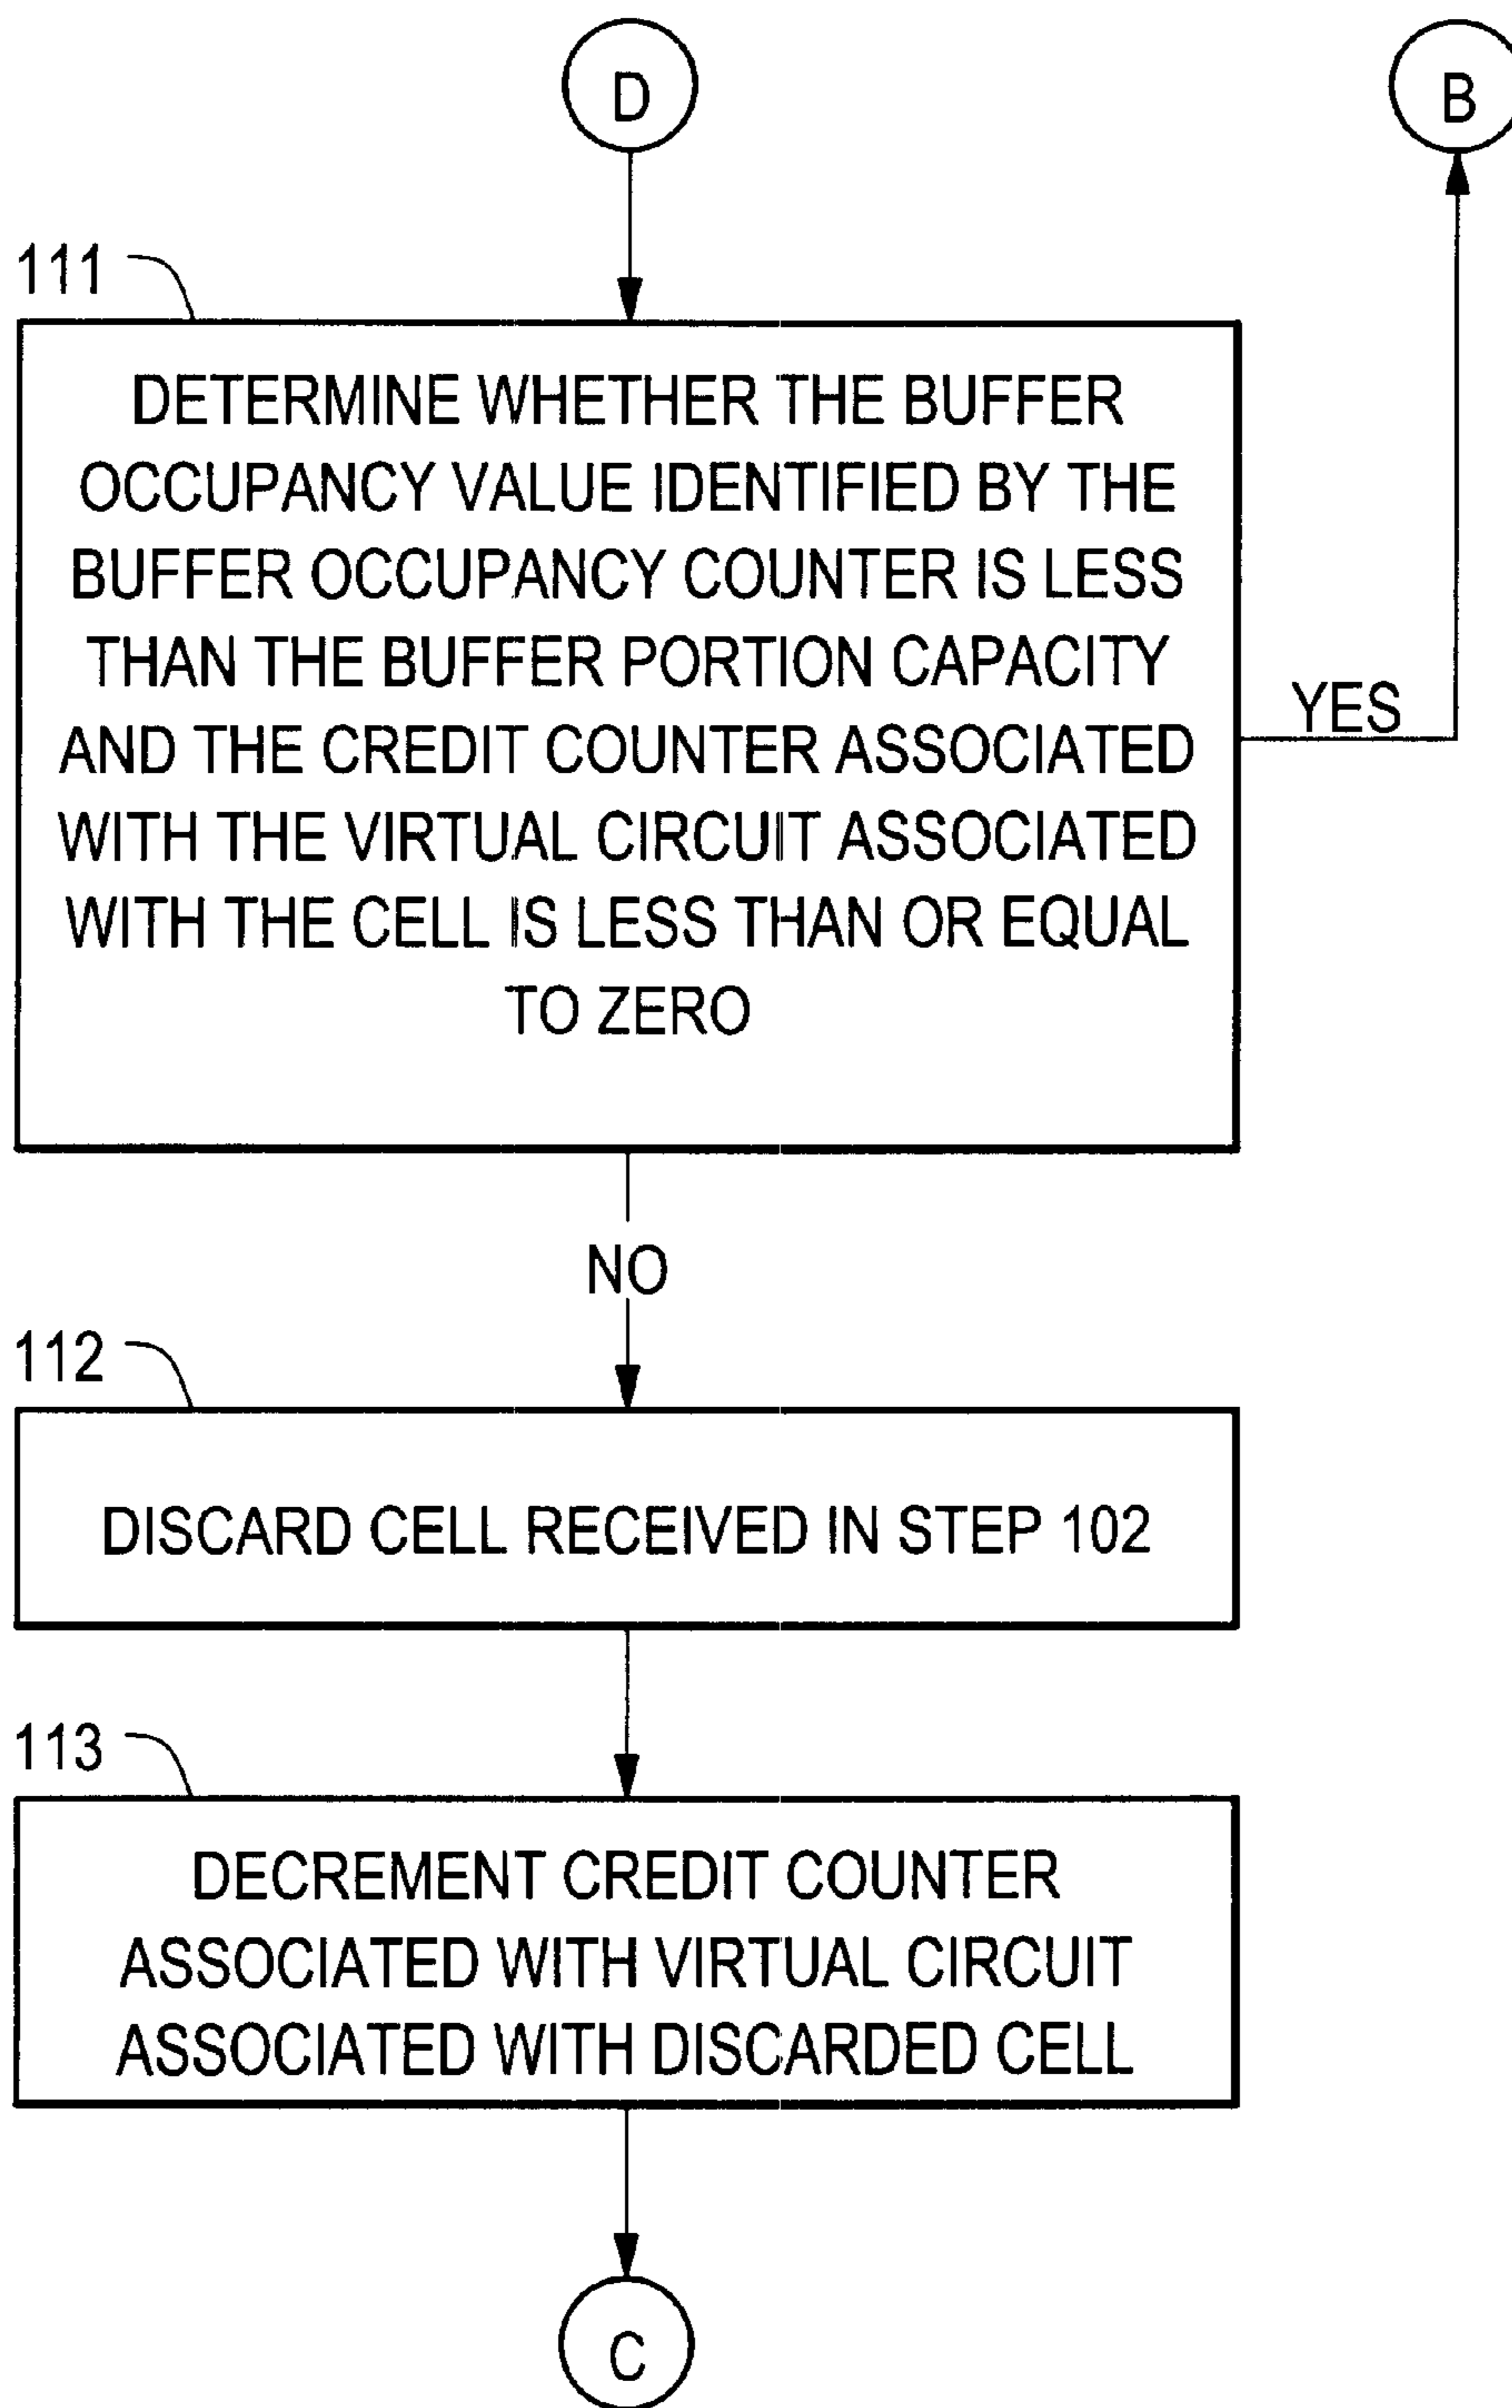 D
B
111
DETERMINE WHETHER THE BUFFER
OCCUPANCY VALUE IDENTIFIED BY THE
BUFFER OCCUPANCY COUNTER IS LESS
THAN THE BUFFER PORTION CAPACITY
AND THE CREDIT COUNTER ASSOCIATED
WITH THE VIRTUAL CIRCUIT ASSOCIATED
WITH THE CELL IS LESS THAN OR EQUAL
TO ZERO
YES
NO
112
DISCARD CELL RECEIVED IN STEP 102
113
DECREMENT CREDIT COUNTER
ASSOCIATED WITH VIRTUAL CIRCUIT
ASSOCIATED WITH DISCARDED CELL
C